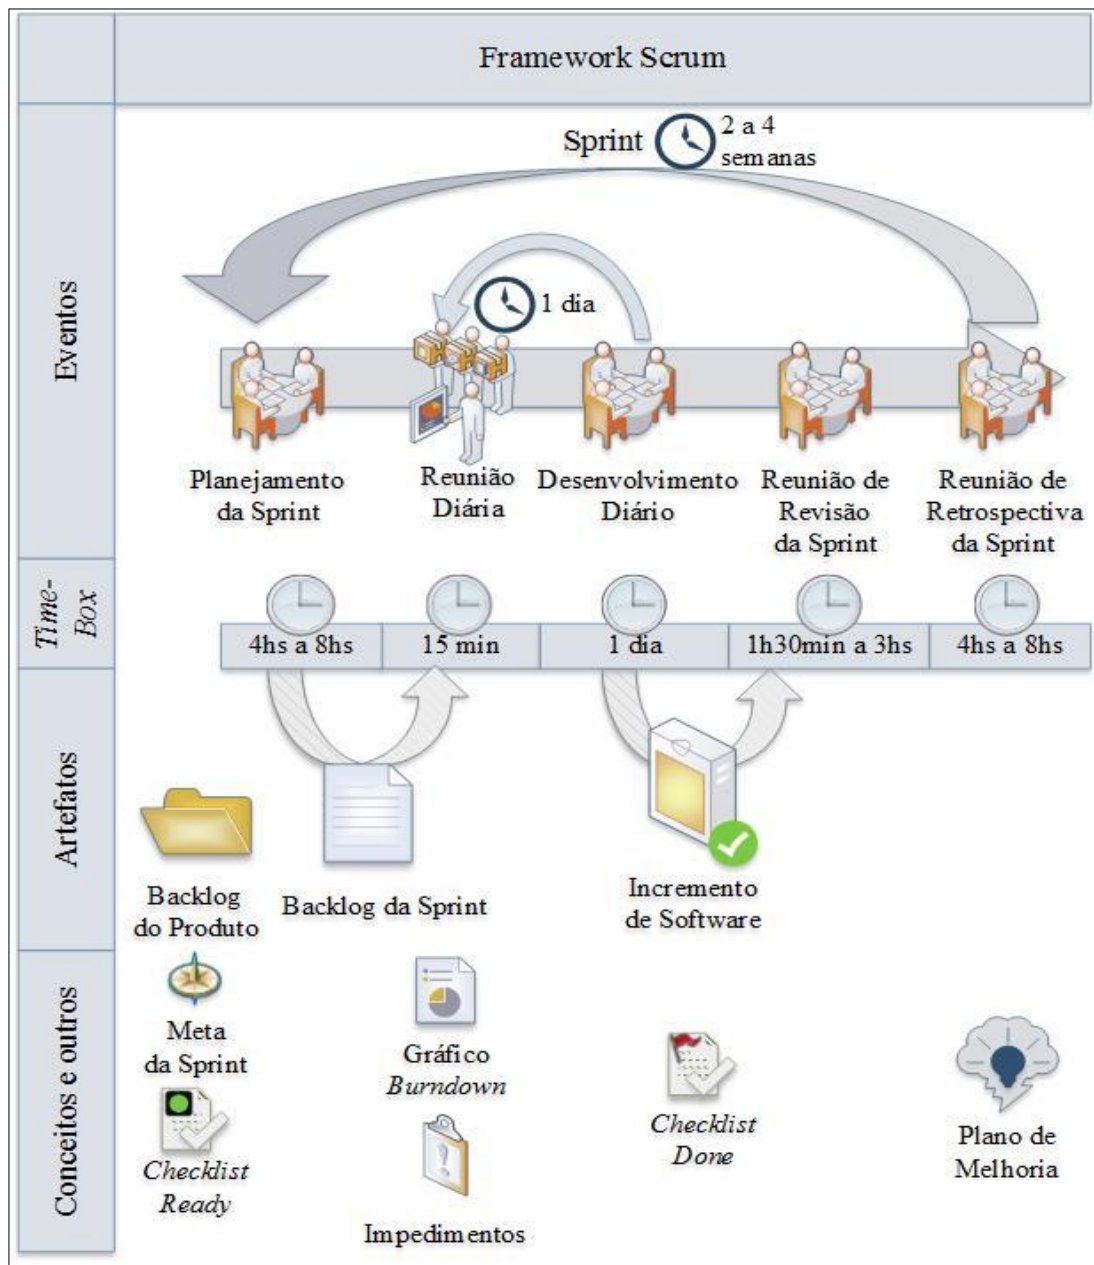 Framework Scrum
Eventos
Sprint
2 a 4
semanas
1 dia
Planejamento
da Sprint
Reunião
Diária
Desenvolvimento
Diário
Reunião de
Revisão
da Sprint
Reunião de
Retrospectiva
da Sprint
Time-
Box
4hs a 8hs
15 min
1 dia
1h30min a 3hs
4hs a 8hs
Artefatos
Backlog
do Produto
Backlog da Sprint
Incremento
de Software
Conceitos e outros
Meta
da Sprint
Checklist
Ready
Gráfico
Burndown
Impedimentos
Checklist
Done
Plano de
Melhoria